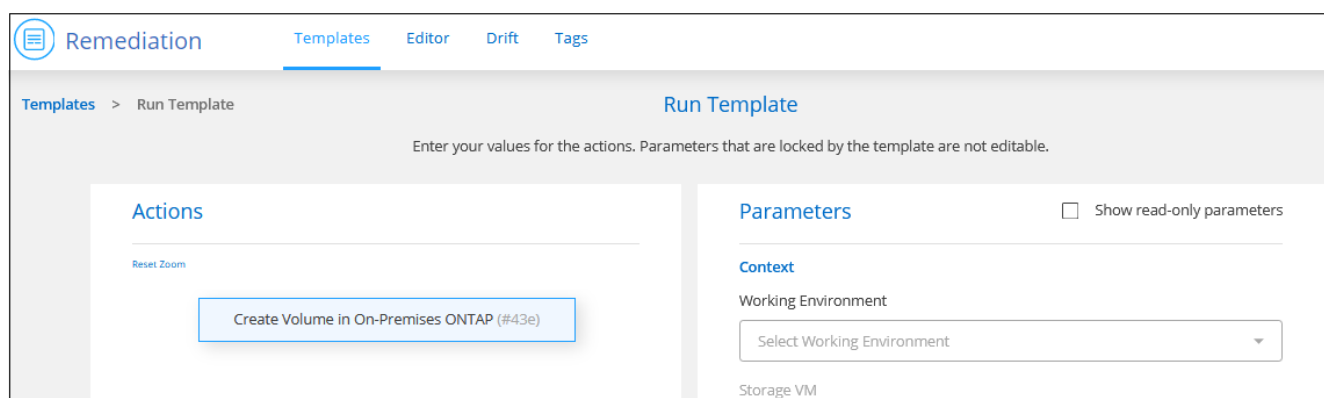 Remediation
Templates Editor Drift Tags
Templates > Run Template
Run Template
Enter your values for the actions. Parameters that are locked by the template are not editable.
Actions
Reset Zoom
Create Volume in On-Premises ONTAP (#43e)
Parameters
Show read-only parameters
Context
Working Environment
Select Working Environment
Storage VM